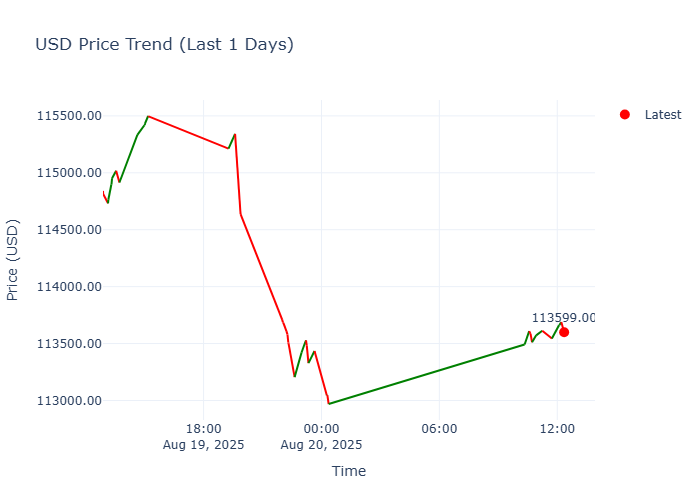 USD Price Trend (Last 1 Days)
Latest
115500.00
115000.00
114500.00
114000.00
113500.00
113000.00
Price (USD)
113599.00
18:00
Aug 19, 2025
00:00
Aug 20, 2025
06:00
12:00
Time